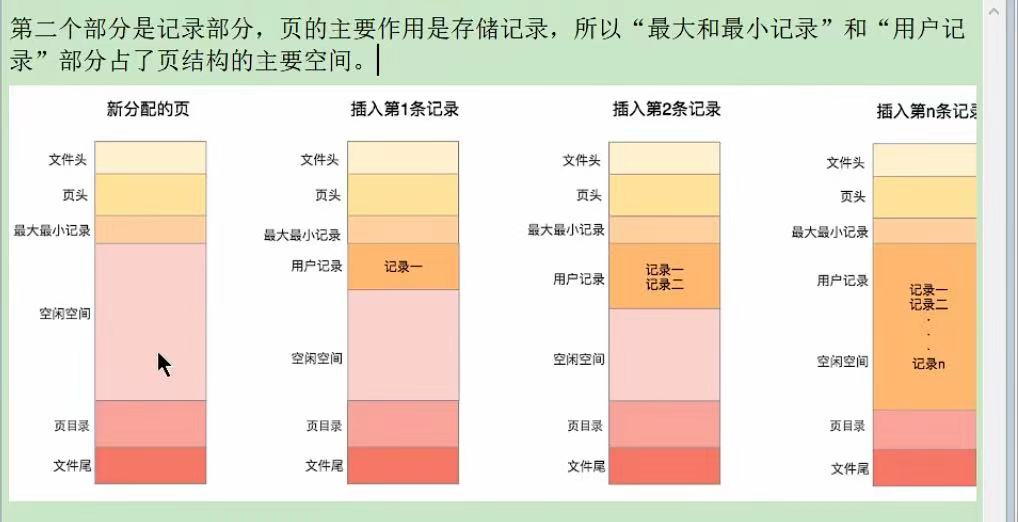 第二个部分是记录部分，页的主要作用是存储记录，所以“最大和最小记录”和“用户记
录”部分占了页结构的主要空间。
新分配的页
文件头
页头
最大最小记录
空闲空间
页目录
文件尾
插入第1条记录
文件头
页头
最大最小记录
用户记录
记录一
空闲空间
页目录
文件尾
插入第2条记录
文件头
页头
最大最小记录
用户记录
记录一
记录二
空闲空间
页目录
文件尾
插入第n条记录
文件头
页头
最大最小记录
用户记录
记录一
记录二
.
.
.
记录n
空闲空间
页目录
文件尾